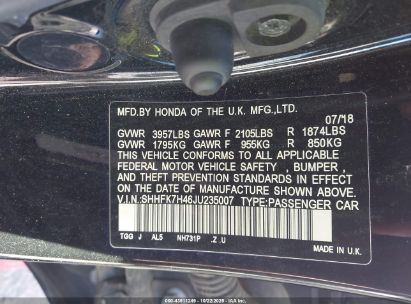 MFD.BY HONDA OF THE U.K. MFG.,LTD.
07/18
GVWR 3957LBS GAWR F 2105LBS R 1874LBS
GVWR 1795KG GAWR F 955KG R 850KG
THIS VEHICLE CONFORMS TO ALL APPLICABLE
FEDERAL MOTOR VEHICLE SAFETY , BUMPER ,
AND THEFT PREVENTION STANDARDS IN EFFECT
ON THE DATE OF MANUFACTURE SHOWN ABOVE.
V.I.N.:SHHFK7H46JU235007 TYPE:PASSENGER CAR
TGG J AL5 NH731P .Z .U MADE IN U.K.